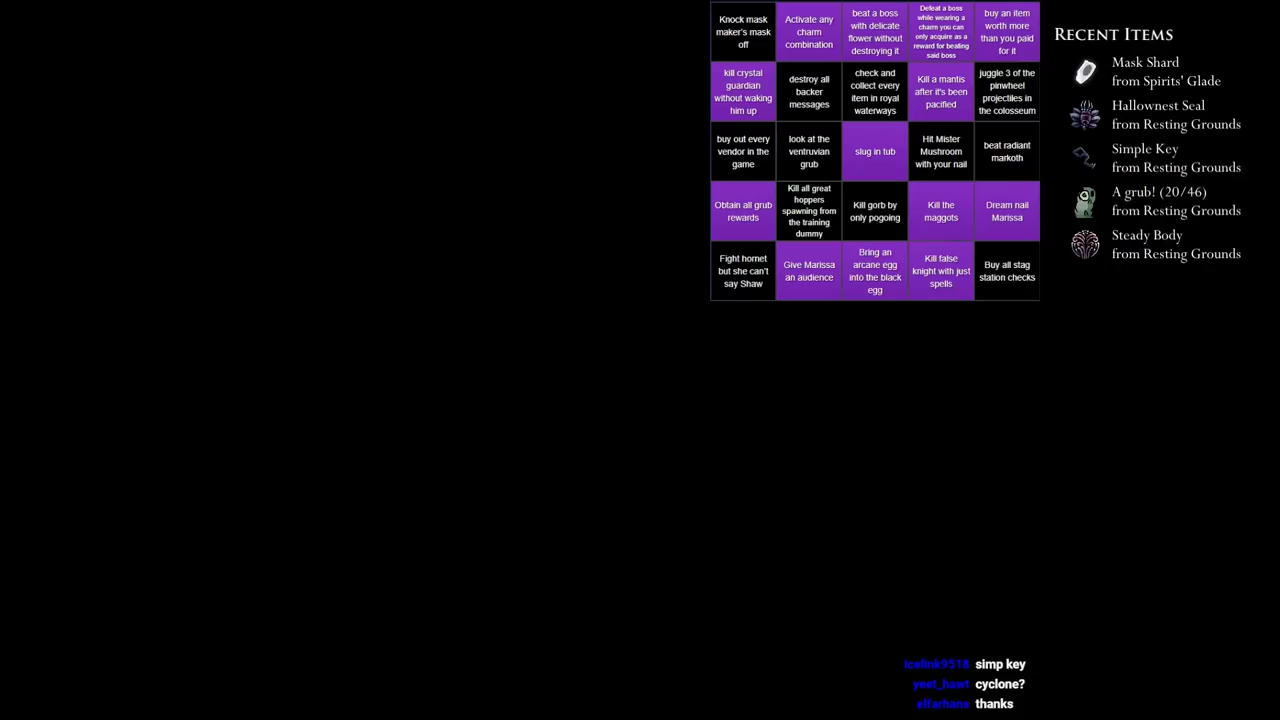 Knock mask
maker's mask
off
Activate any
charm
combination
beat a boss
with delicate
flower without
destroying it
Defeat a boss
while wearing a
charm you can
only acquire as a
reward for beating
said boss
buy an item
worth more
than you paid
for it
kill crystal
guardian
without waking
him up
destroy all
backer
messages
check and
collect every
item in royal
waterways
Kill a mantis
after it's been
pacified
juggle 3 of the
pinwheel
projectiles in
the colosseum
buy out every
vendor in the
game
look at the
ventruvian
grub
slug in tub
Hit Mister
Mushroom
with your nail
beat radiant
markoth
Obtain all grub
rewards
Kill all great
hoppers
spawning from
the training
dummy
Kill gorb by
only pogoing
Kill the
maggots
Dream nail
Marissa
Fight hornet
but she can't
say Shaw
Give Marissa
an audience
Bring an
arcane egg
into the black
egg
Kill false
knight with just
spells
Buy all stag
station checks
Recent Items
Mask Shard
from Spirits' Glade
Hallownest Seal
from Resting Grounds
Simple Key
from Resting Grounds
A grub! (20/46)
from Resting Grounds
Steady Body
from Resting Grounds
icelink9518 simp key
yeet_hawt cyclone?
elfarhans thanks